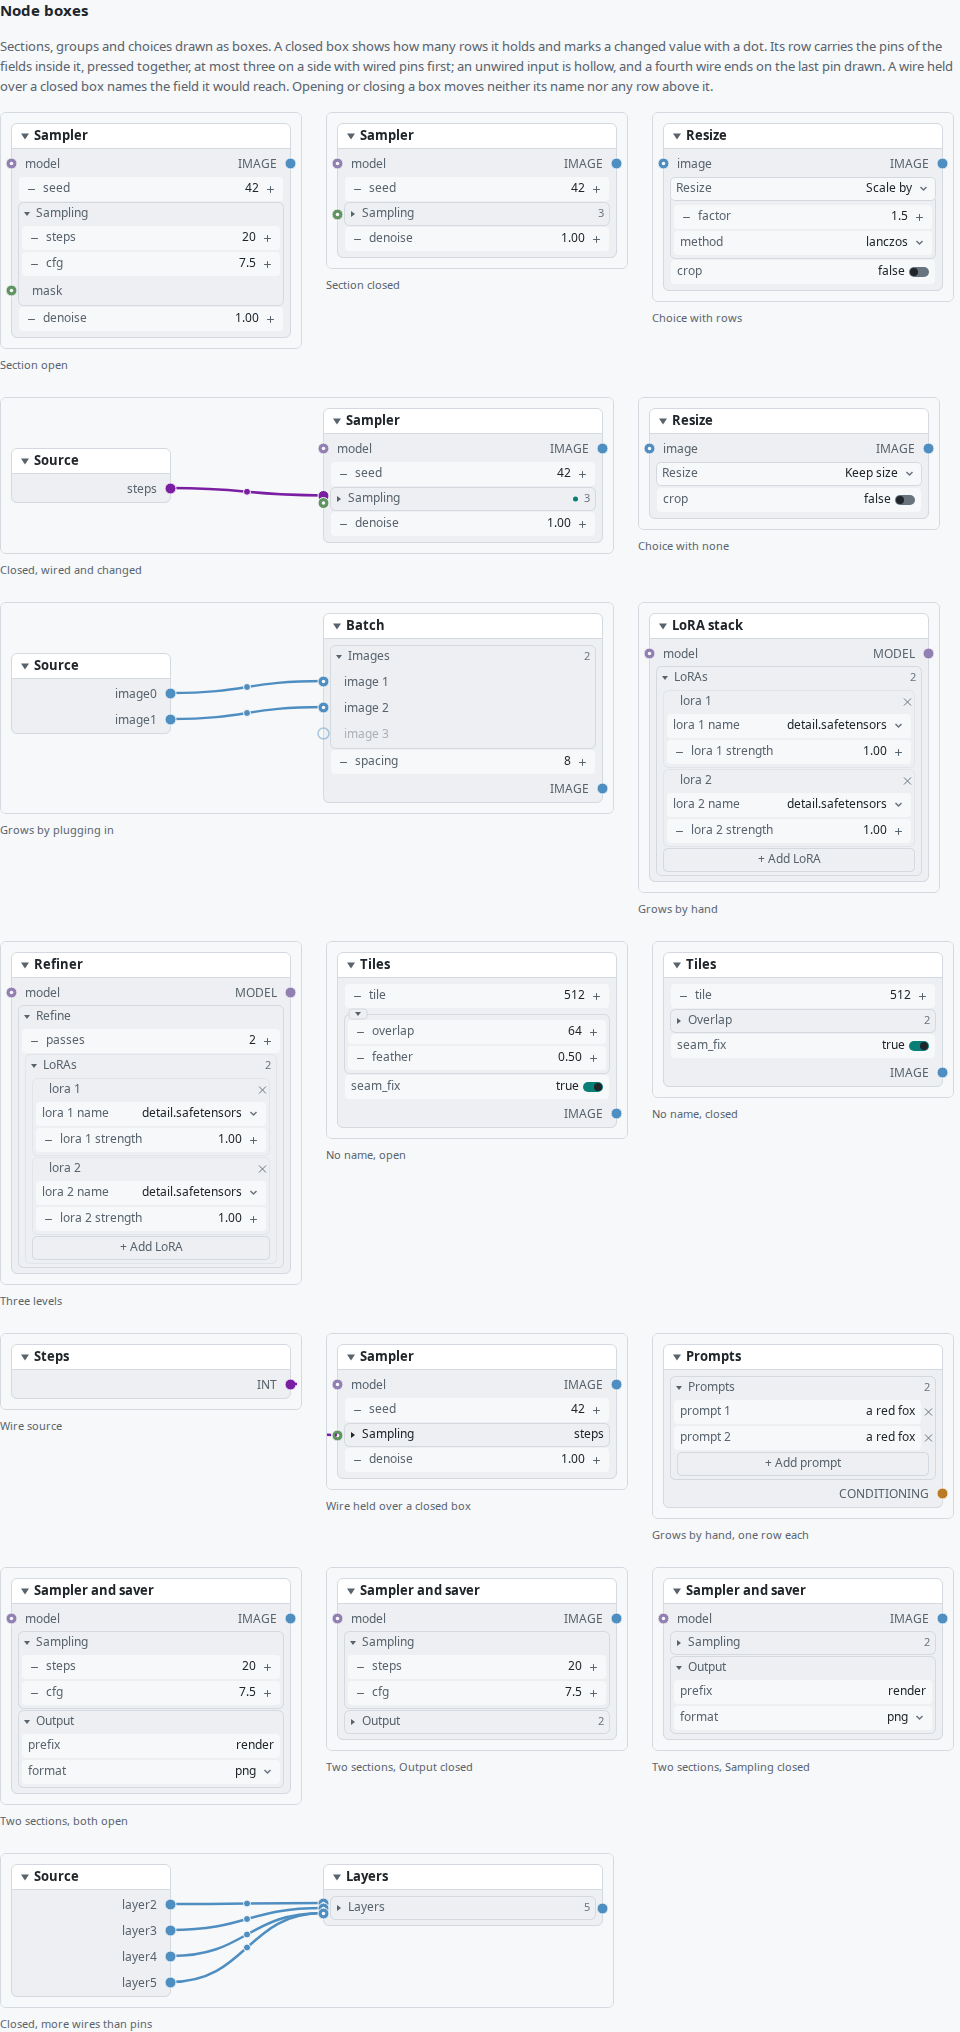 Node boxes
Sections, groups and choices drawn as boxes. A closed box shows how many rows it holds and marks a changed value with a dot. Its row carries the pins of the
fields inside it, pressed together, at most three on a side with wired pins first; an unwired input is hollow, and a fourth wire ends on the last pin drawn. A wire held
over a closed box names the field it would reach. Opening or closing a box moves neither its name nor any row above it.
Sampler
model IMAGE
− seed 42 +
Sampling
− steps 20 +
− cfg 7.5 +
mask
− denoise 1.00 +
Section open
Sampler
model IMAGE
− seed 42 +
Sampling 3
− denoise 1.00 +
Section closed
Resize
image IMAGE
Resize Scale by
− factor 1.5 +
method lanczos
crop false
Choice with rows
Source
steps
Sampler
model IMAGE
− seed 42 +
Sampling 3
− denoise 1.00 +
Closed, wired and changed
Resize
image IMAGE
Resize Keep size
crop false
Choice with none
Source
image0
image1
Batch
Images 2
image 1
image 2
image 3
− spacing 8 +
IMAGE
Grows by plugging in
LoRA stack
model MODEL
LoRAs 2
lora 1 ×
lora 1 name detail.safetensors
− lora 1 strength 1.00 +
lora 2 ×
lora 2 name detail.safetensors
− lora 2 strength 1.00 +
+ Add LoRA
Grows by hand
Refiner
model MODEL
Refine
− passes 2 +
LoRAs 2
lora 1 ×
lora 1 name detail.safetensors
− lora 1 strength 1.00 +
lora 2 ×
lora 2 name detail.safetensors
− lora 2 strength 1.00 +
+ Add LoRA
Three levels
Tiles
− tile 512 +
− overlap 64 +
− feather 0.50 +
seam_fix true
IMAGE
No name, open
Tiles
− tile 512 +
Overlap 2
seam_fix true
IMAGE
No name, closed
Steps
INT
Wire source
Sampler
model IMAGE
− seed 42 +
Sampling steps
− denoise 1.00 +
Wire held over a closed box
Prompts
Prompts 2
prompt 1 a red fox ×
prompt 2 a red fox ×
+ Add prompt
CONDITIONING
Grows by hand, one row each
Sampler and saver
model IMAGE
Sampling
− steps 20 +
− cfg 7.5 +
Output
prefix render
format png
Two sections, both open
Sampler and saver
model IMAGE
Sampling
− steps 20 +
− cfg 7.5 +
Output 2
Two sections, Output closed
Sampler and saver
model IMAGE
Sampling 2
Output
prefix render
format png
Two sections, Sampling closed
Source
layer2
layer3
layer4
layer5
Layers
Layers 5
Closed, more wires than pins